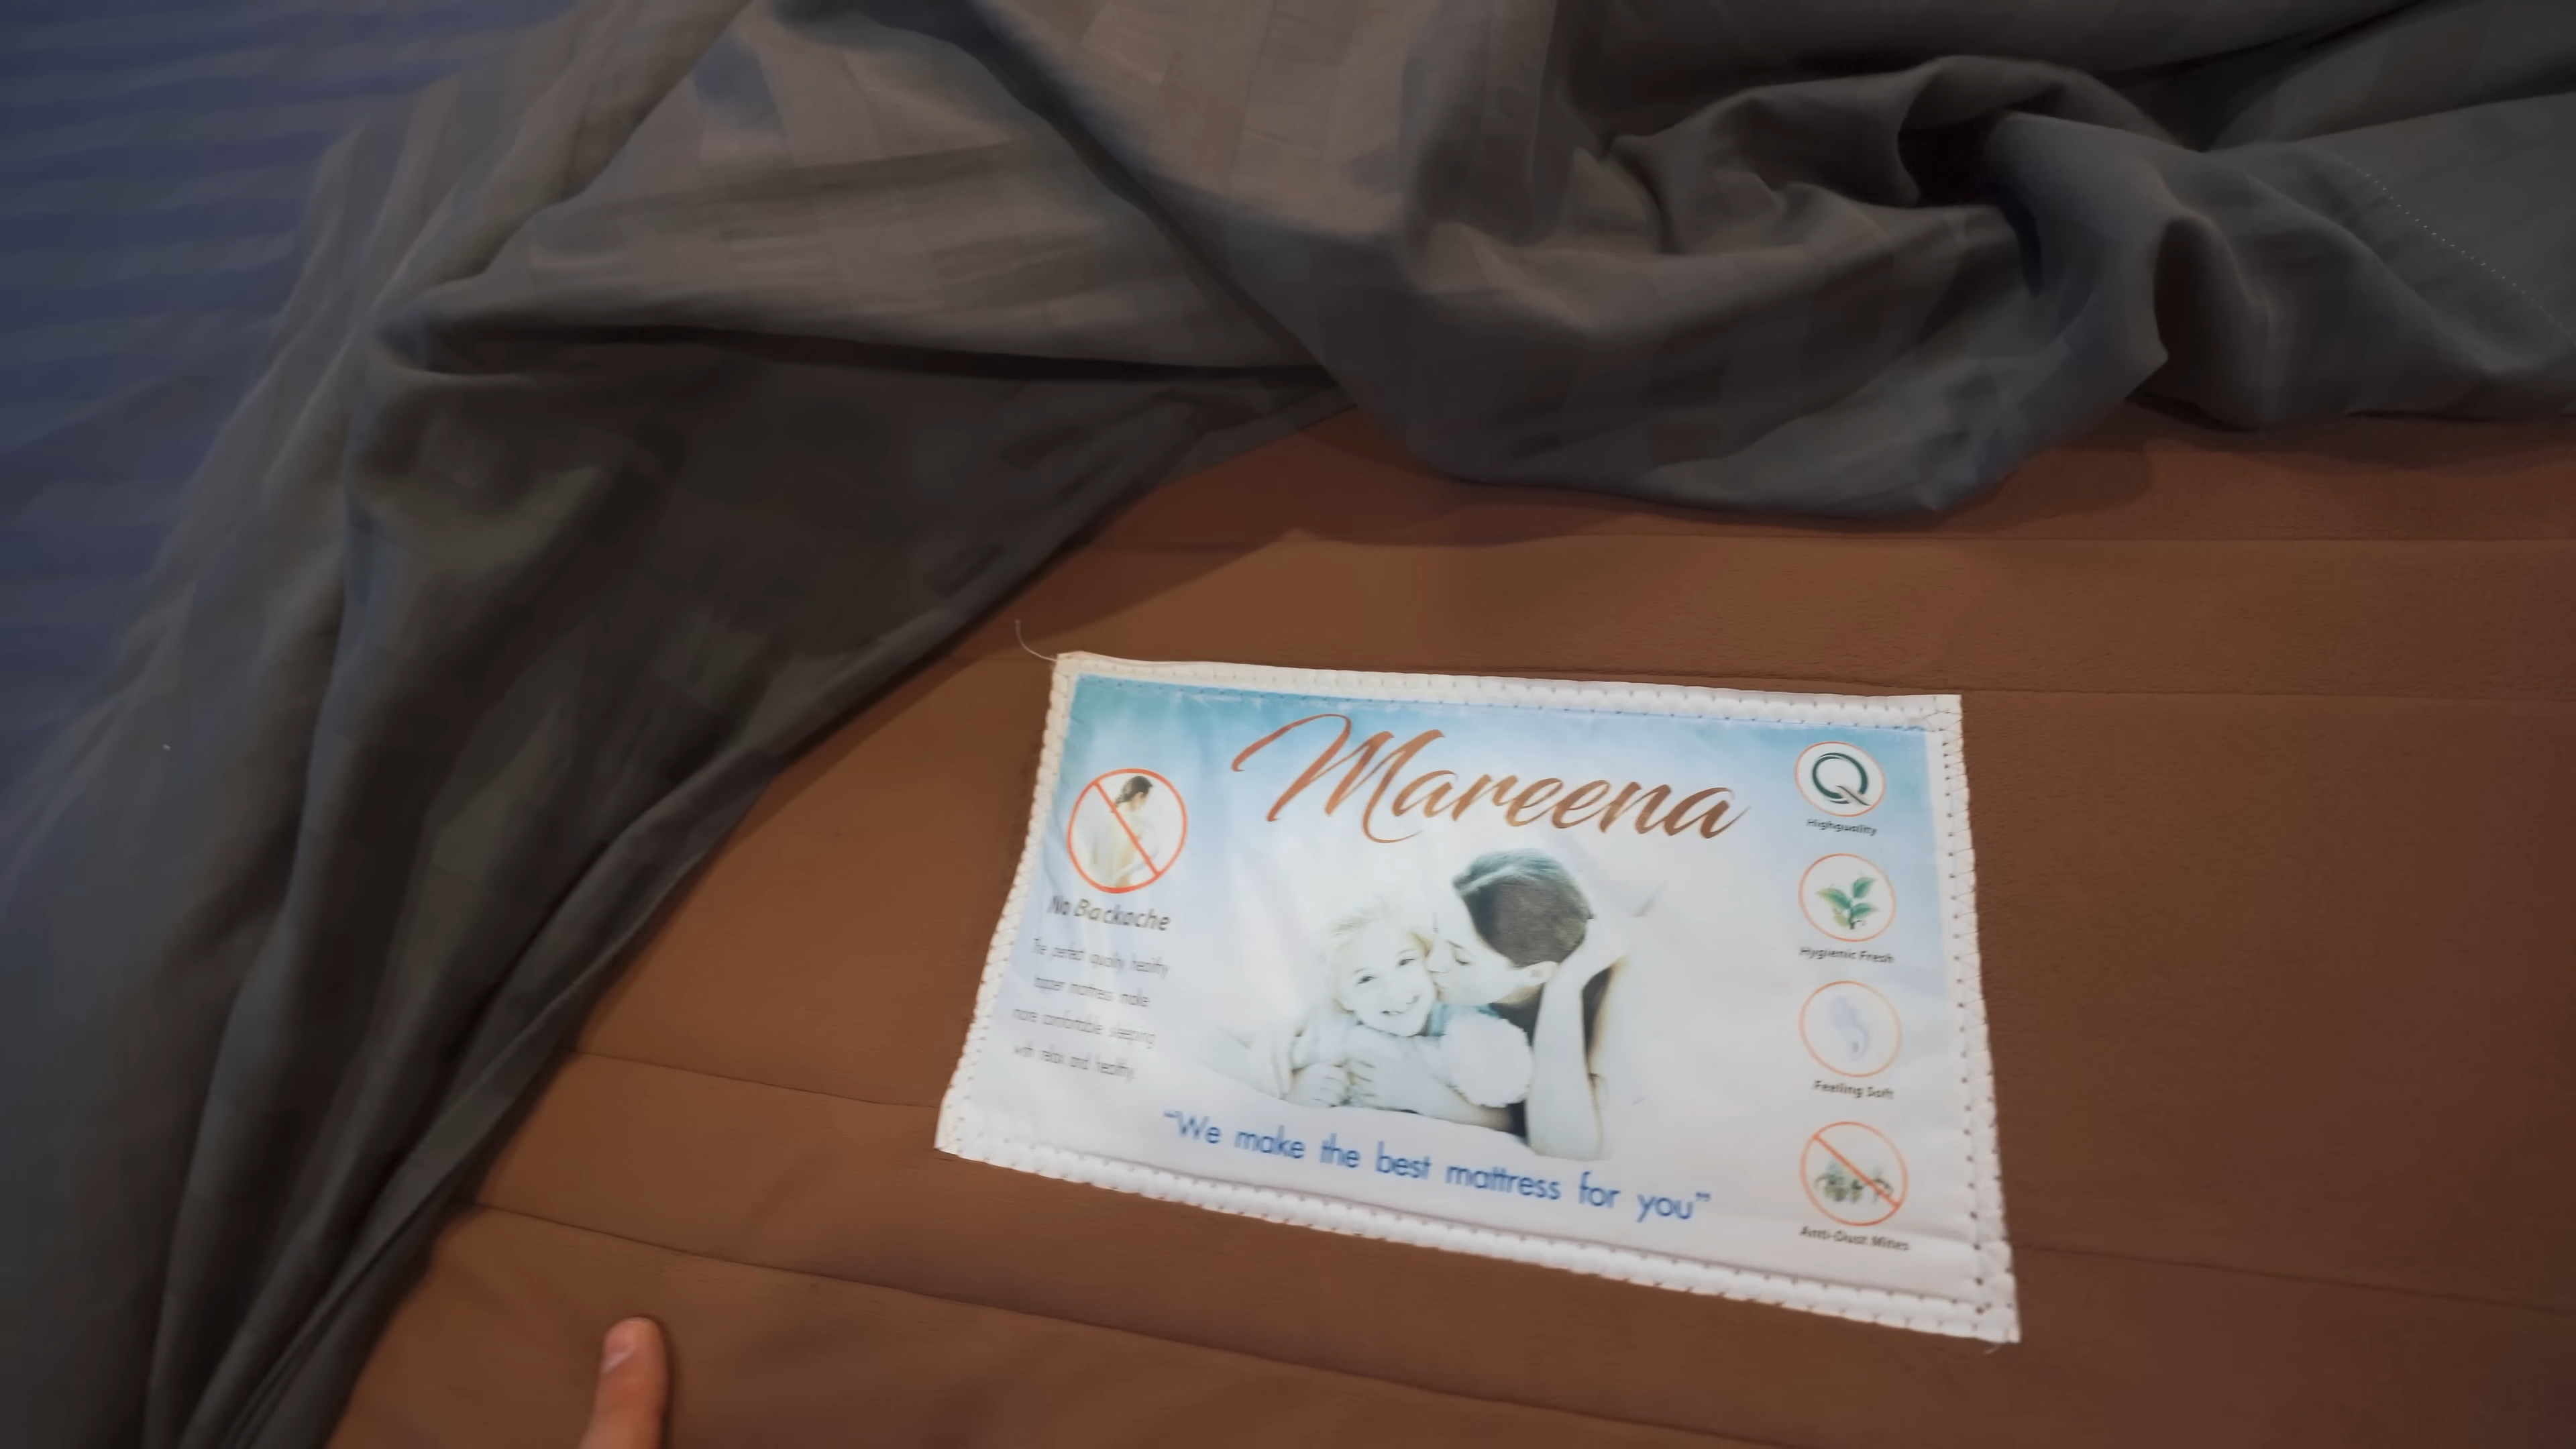 Mareena
No Backache
The perfect quality healthy
topper mattress make
more comfortable sleeping
with relax and healthy.
"We make the best mattress for you"
Highquality
Hygienic Fresh
Feeling Soft
Anti-Dust Mites